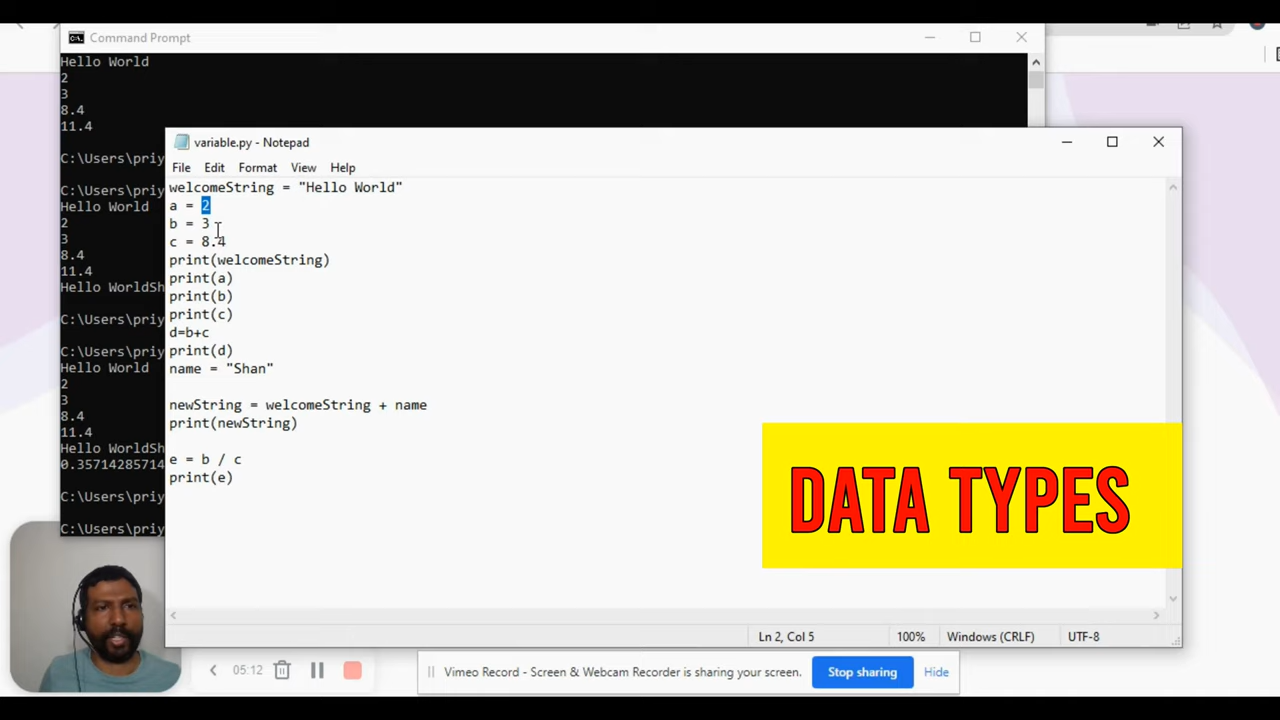 Command Prompt
Hello World
2
3
8.4
11.4
C:\Users\priy
C:\Users\priy
Hello World
2
3
8.4
11.4
Hello WorldSh
C:\Users\priy
C:\Users\priy
Hello World
2
3
8.4
11.4
Hello WorldSh
0.35714285714
C:\Users\priy
C:\Users\priy
variable.py - Notepad
File Edit Format View Help
welcomeString = "Hello World"
a = 2
b = 3
c = 8.4
print(welcomeString)
print(a)
print(b)
print(c)
d=b+c
print(d)
name = "Shan"
newString = welcomeString + name
print(newString)
e = b / c
print(e)
DATA TYPES
Ln 2, Col 5 100% Windows (CRLF) UTF-8
05:12
Vimeo Record - Screen & Webcam Recorder is sharing your screen. Stop sharing Hide